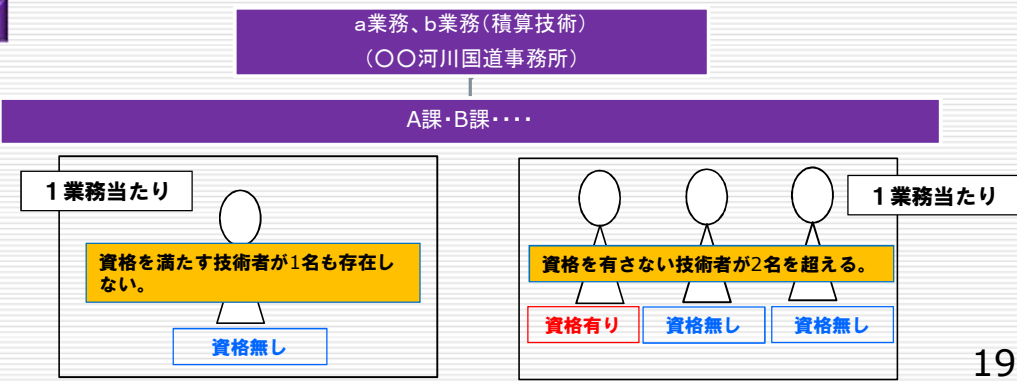 a業務、b業務(積算技術)
(〇〇河川国道事務所)
A課・B課・・・・
1業務当たり
資格を満たす技術者が1名も存在し
ない。
資格無し
1業務当たり
資格を有さない技術者が2名を超える。
資格有り
資格無し
資格無し
19